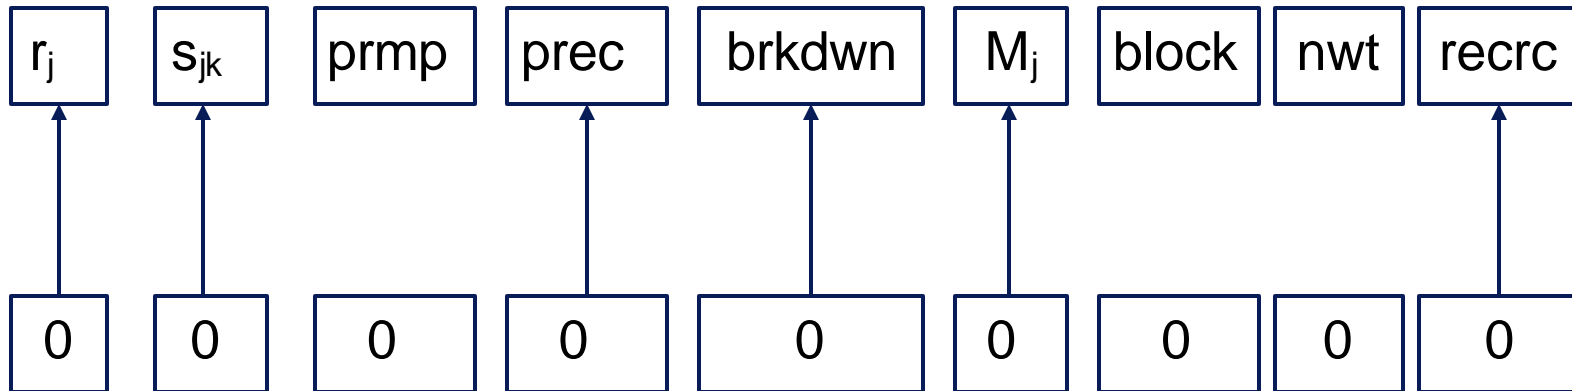 rj sjk prmp prec brkdwn Mj block nwt recrc
0 0 0 0 0 0 0 0 0